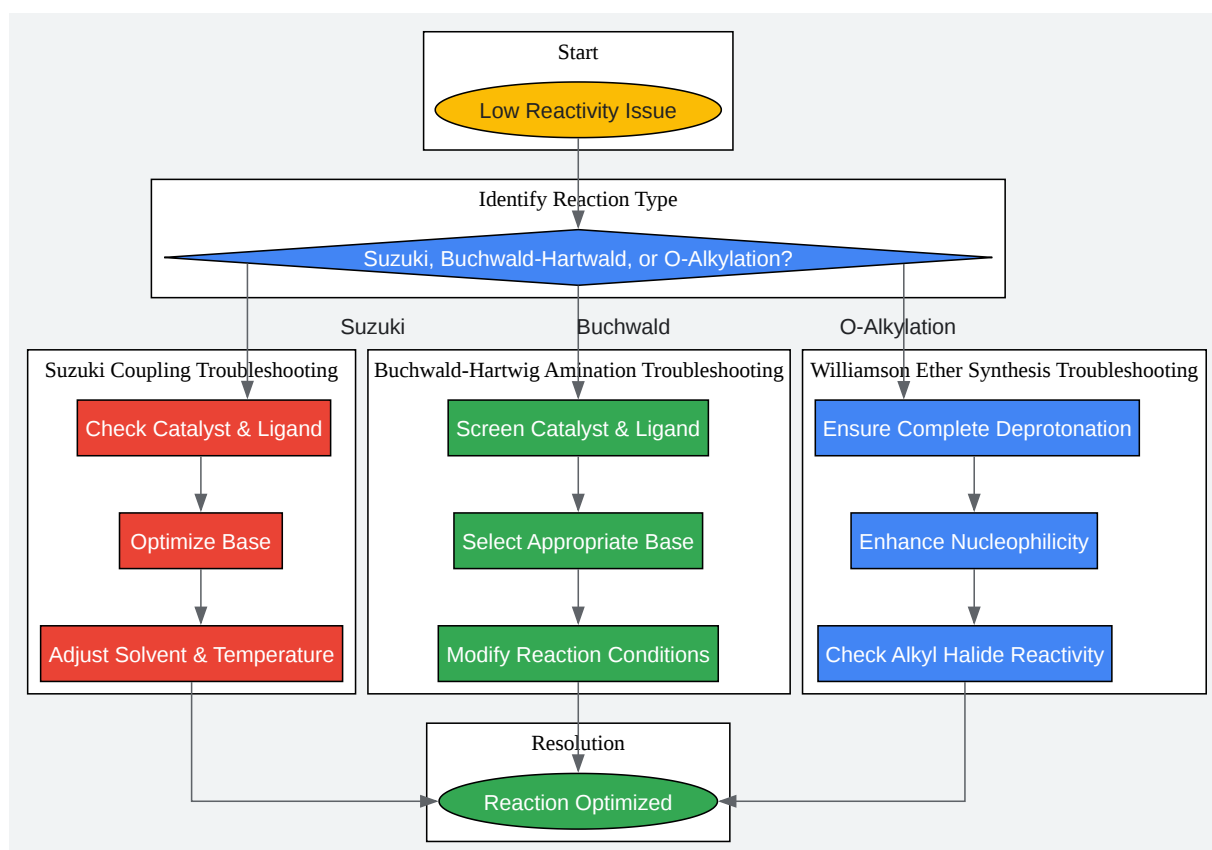 Start
Low Reactivity Issue
Identify Reaction Type
Suzuki, Buchwald-Hartwald, or O-Alkylation?
Suzuki
Buchwald
O-Alkylation
Suzuki Coupling Troubleshooting
Check Catalyst & Ligand
Optimize Base
Adjust Solvent & Temperature
Buchwald-Hartwig Amination Troubleshooting
Screen Catalyst & Ligand
Select Appropriate Base
Modify Reaction Conditions
Williamson Ether Synthesis Troubleshooting
Ensure Complete Deprotonation
Enhance Nucleophilicity
Check Alkyl Halide Reactivity
Resolution
Reaction Optimized